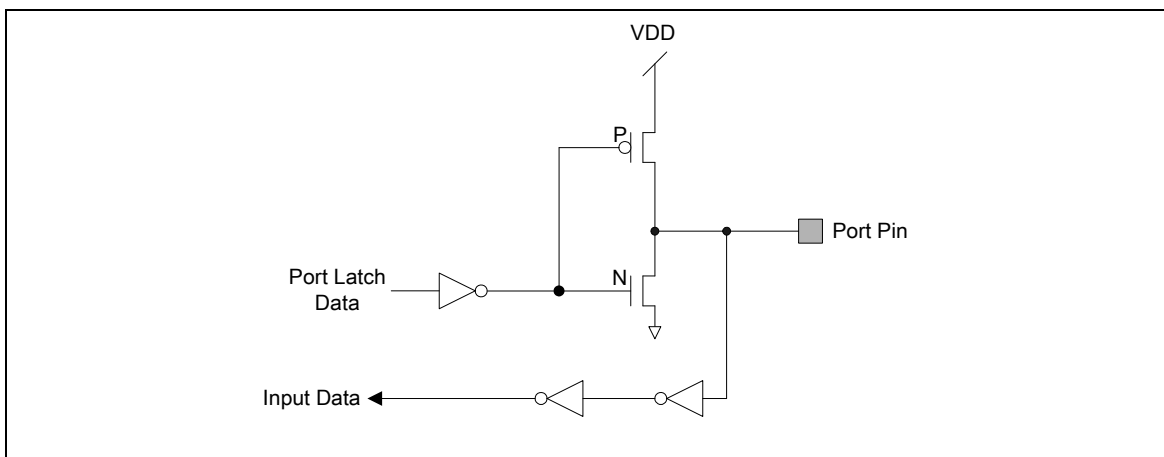 VDD
P
Port Pin
N
Port Latch
Data
Input Data